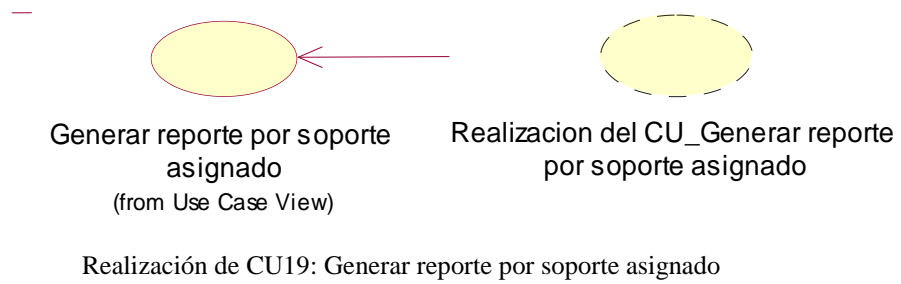 Generar reporte por soporte
asignado
(from Use Case View)
Realizacion del CU_Generar reporte
por soporte asignado
Realización de CU19: Generar reporte por soporte asignado